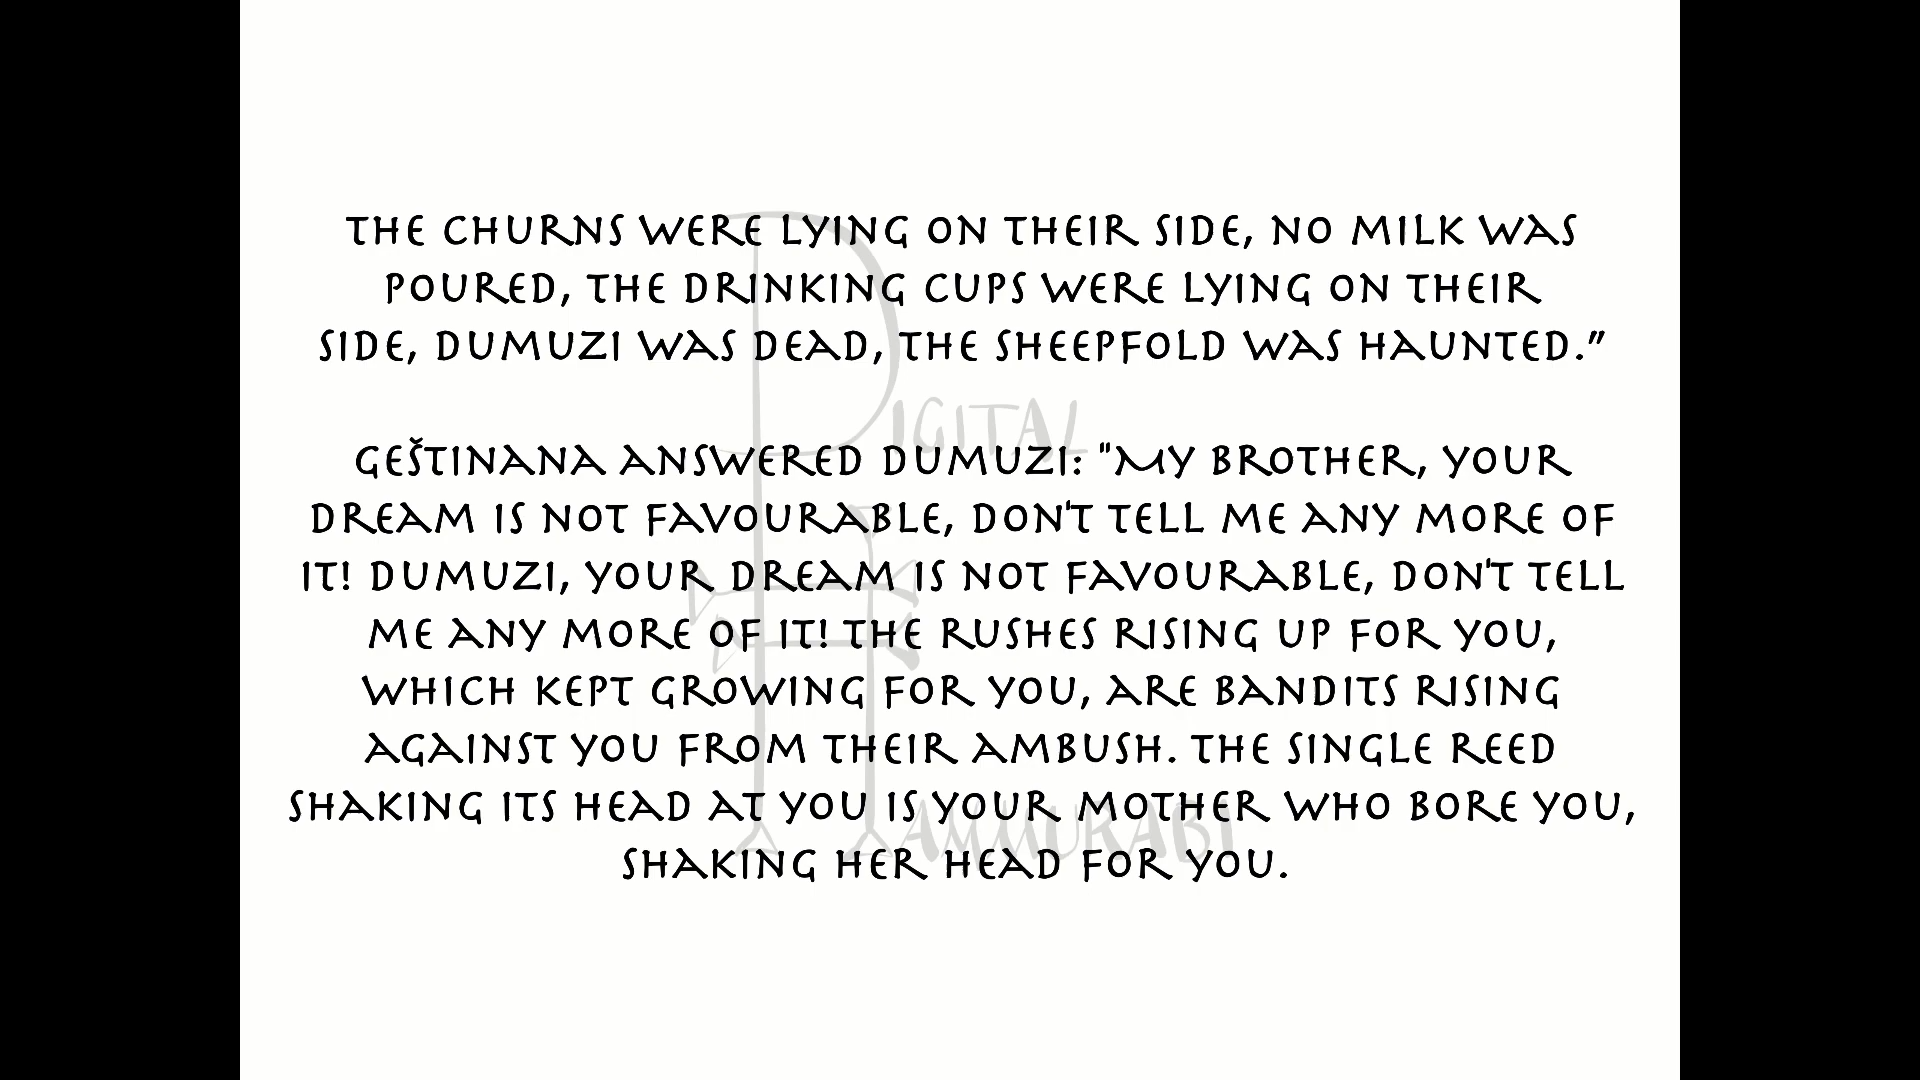 THE CHURNS WERE LYING ON THEIR SIDE, NO MILK WAS
POURED, THE DRINKING CUPS WERE LYING ON THEIR
SIDE, DUMUZI WAS DEAD, THE SHEEPFOLD WAS HAUNTED.”
GEŠTINANA ANSWERED DUMUZI: "MY BROTHER, YOUR
DREAM IS NOT FAVOURABLE, DON'T TELL ME ANY MORE OF
IT! DUMUZI, YOUR DREAM IS NOT FAVOURABLE, DON'T TELL
ME ANY MORE OF IT! THE RUSHES RISING UP FOR YOU,
WHICH KEPT GROWING FOR YOU, ARE BANDITS RISING
AGAINST YOU FROM THEIR AMBUSH. THE SINGLE REED
SHAKING ITS HEAD AT YOU IS YOUR MOTHER WHO BORE YOU,
SHAKING HER HEAD FOR YOU.
DIGITAL
HAMMURABI